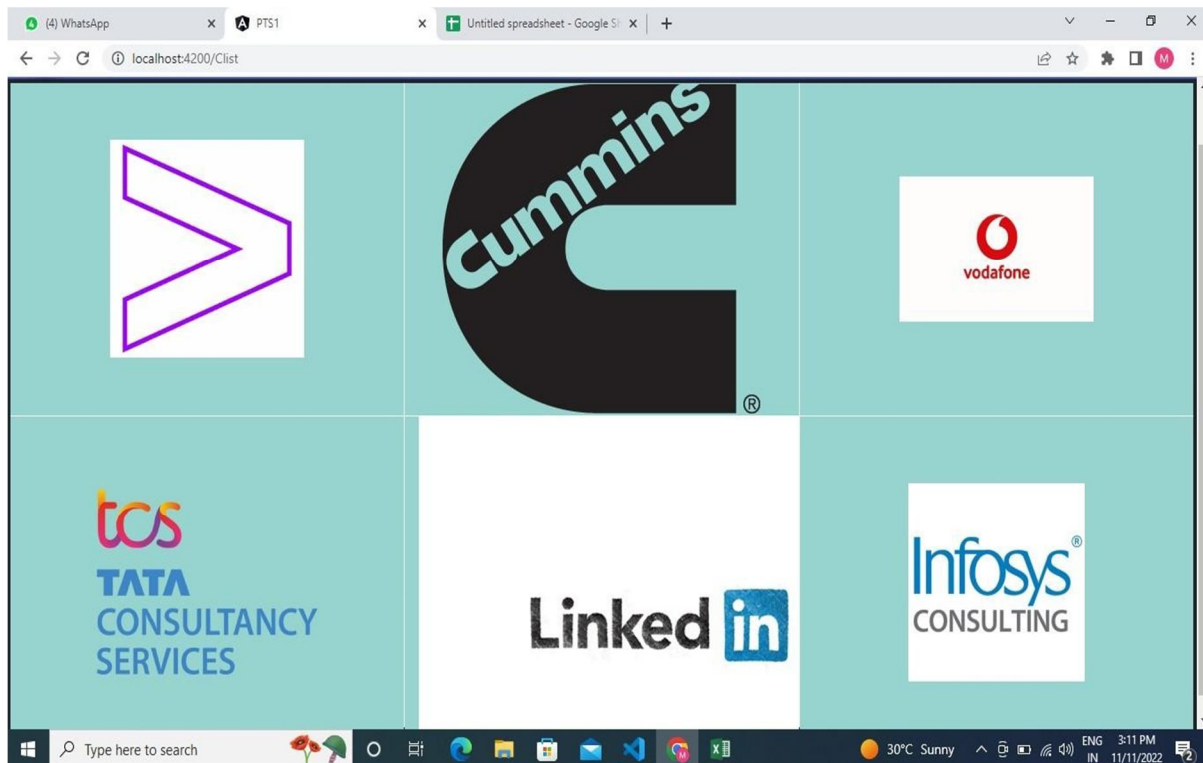 (4) WhatsApp
PTS1
Untitled spreadsheet - Google Sh
localhost:4200/Clist
M
Cummins
®
vodafone
tcs
TATA
CONSULTANCY
SERVICES
Linked in
Infosys®
CONSULTING
Type here to search
30°C Sunny
ENG
IN
3:11 PM
11/11/2022
2